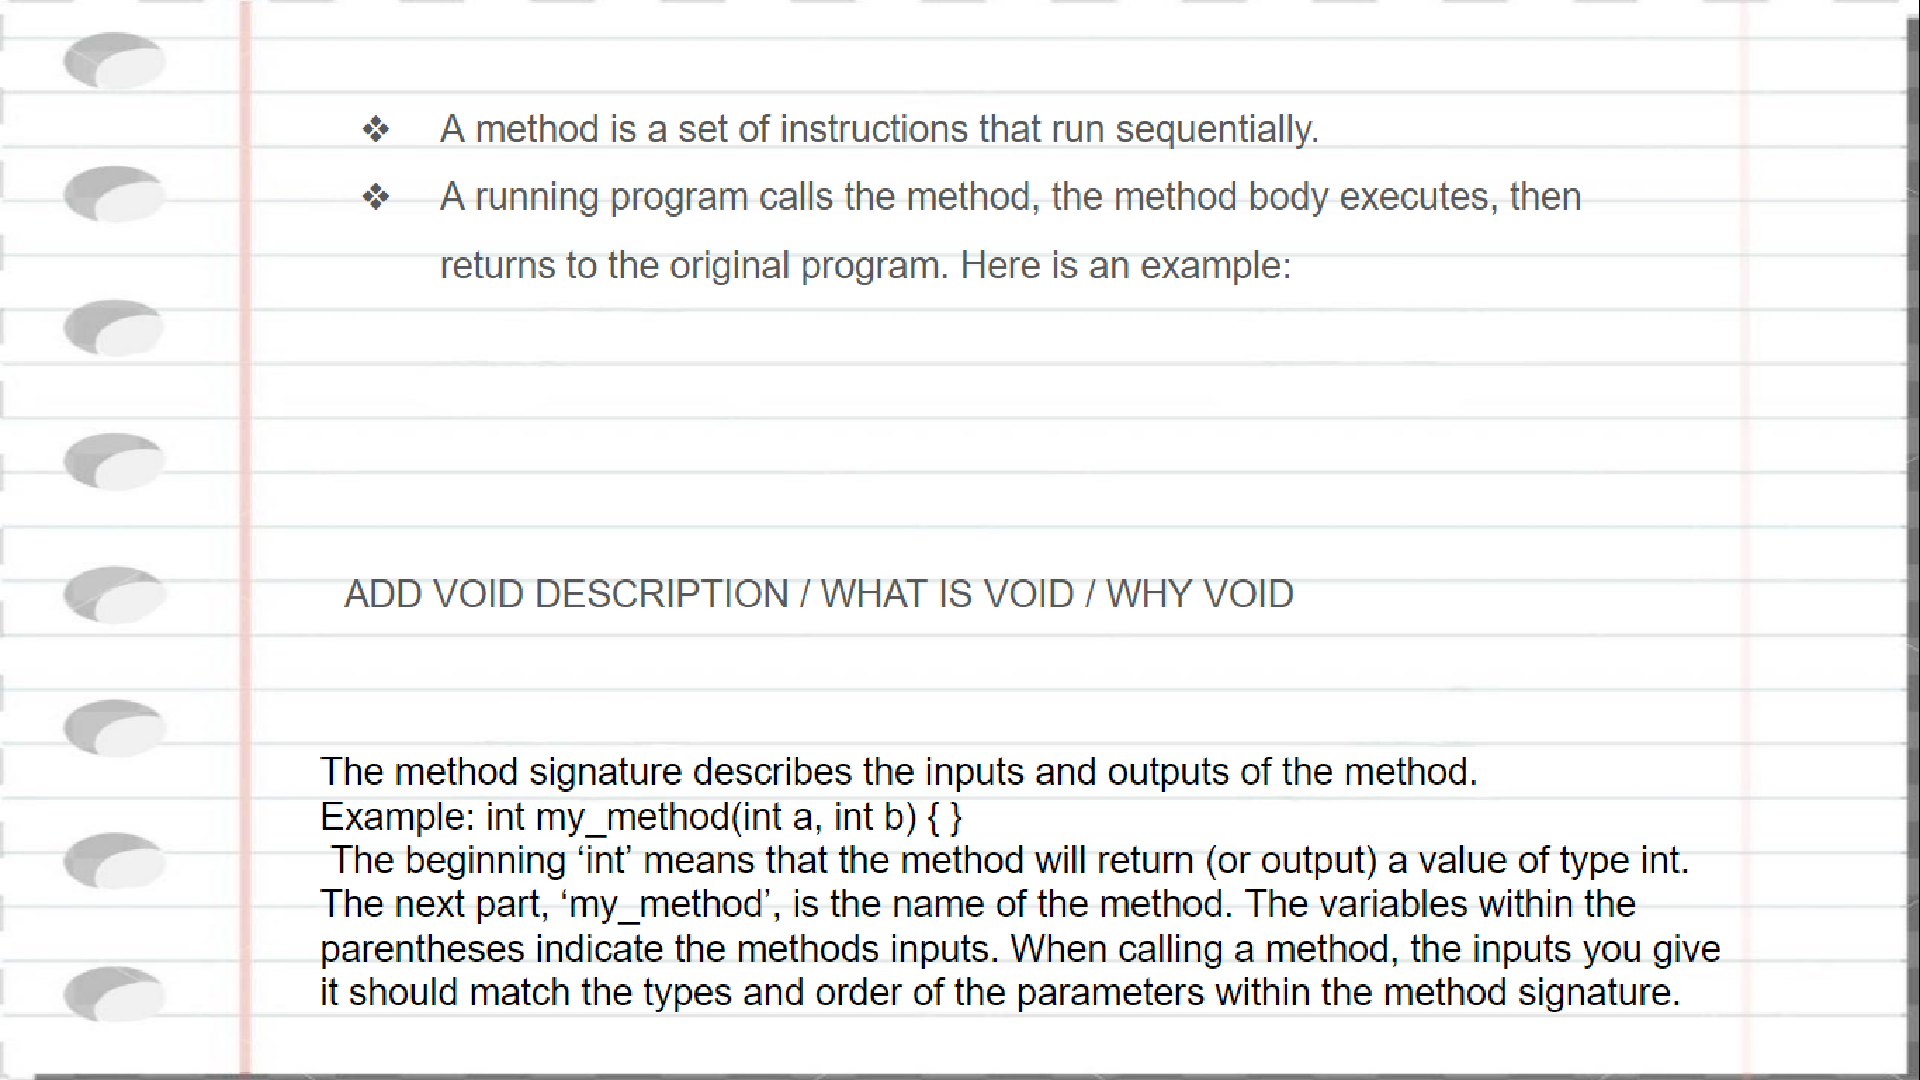 ❖ A method is a set of instructions that run sequentially.
❖ A running program calls the method, the method body executes, then
returns to the original program. Here is an example:
ADD VOID DESCRIPTION / WHAT IS VOID / WHY VOID
The method signature describes the inputs and outputs of the method.
Example: int my_method(int a, int b) { }
The beginning ‘int’ means that the method will return (or output) a value of type int.
The next part, ‘my_method’, is the name of the method. The variables within the
parentheses indicate the methods inputs. When calling a method, the inputs you give
it should match the types and order of the parameters within the method signature.